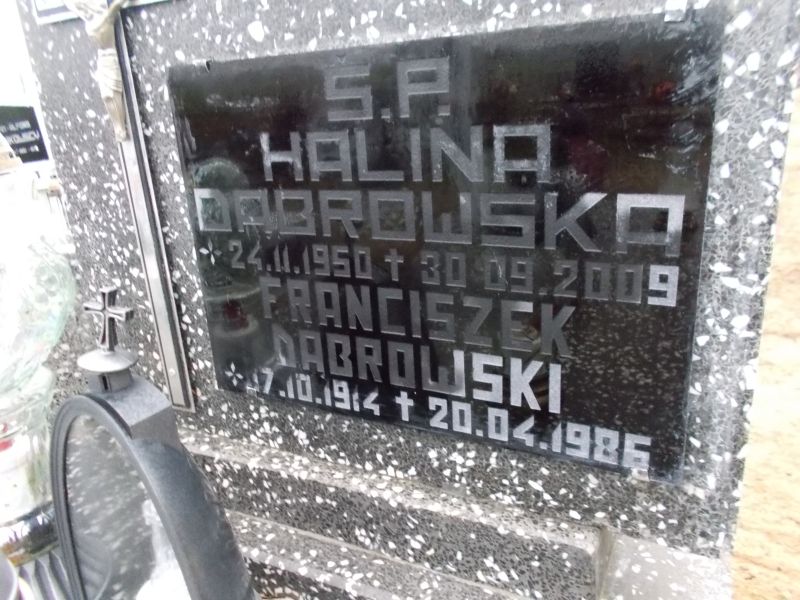 Ś.P.
HALINA
DĄBROWSKA
* 24.11.1950 ✝ 30.09.2009
FRANCISZEK
DĄBROWSKI
* 17.10.1914 ✝ 20.04.1986